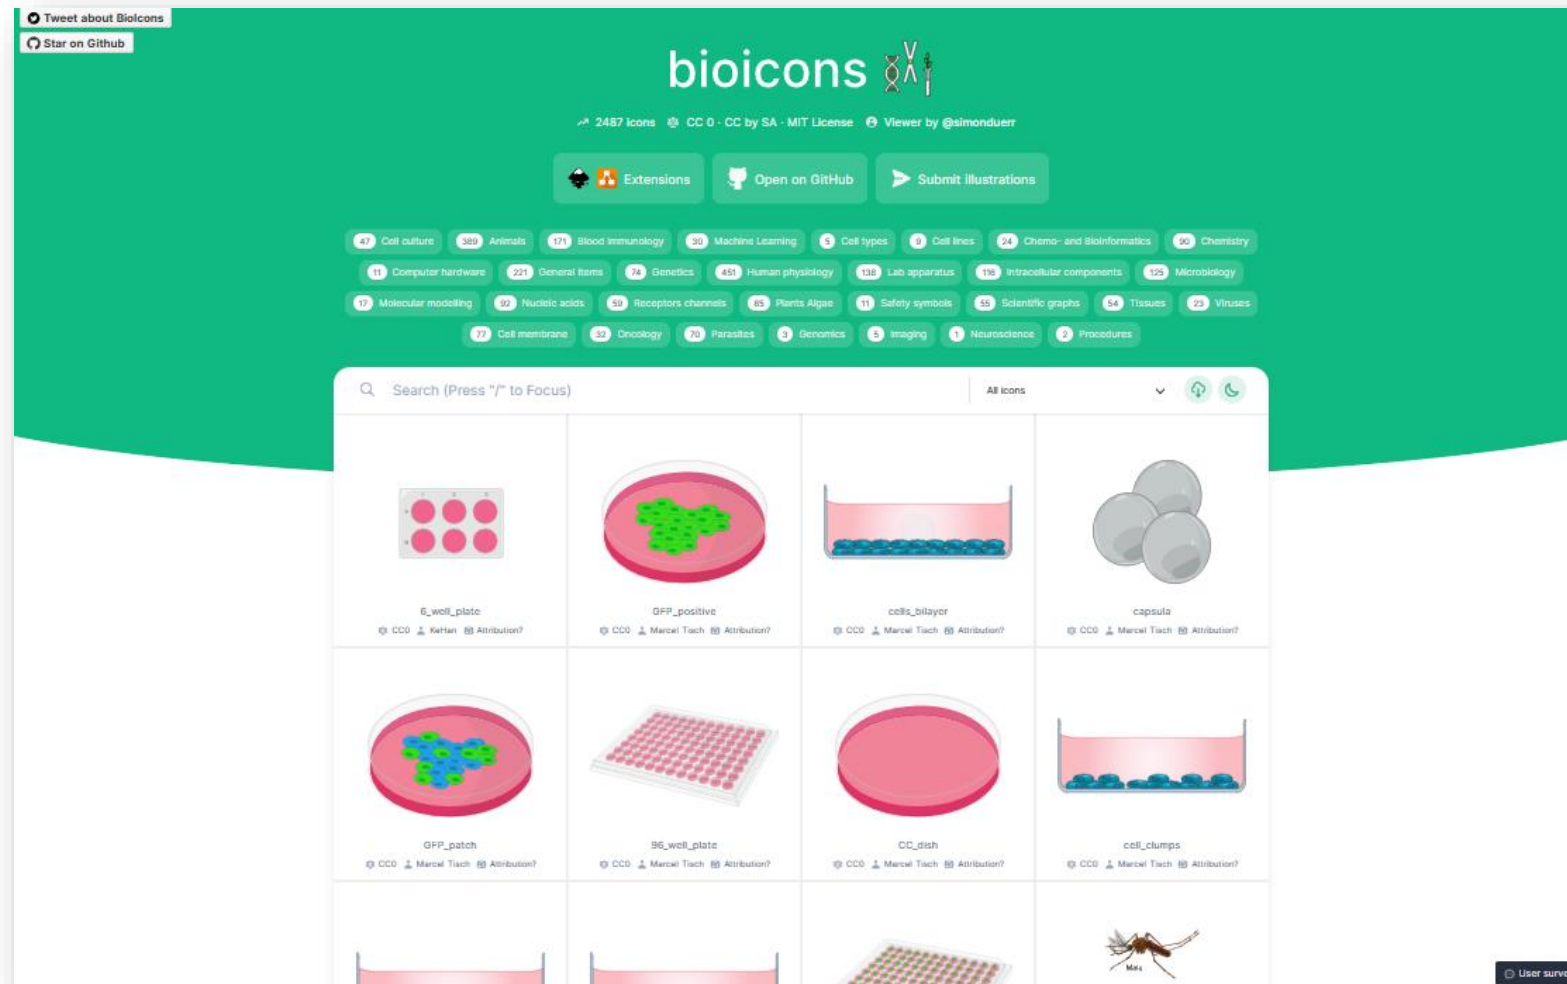 Tweet about BioIcons
Star on Github
bioicons
2487 icons CC 0 - CC by SA - MIT License Viewer by @simonduerr
Extensions Open on GitHub Submit illustrations
47 Cell culture 389 Animals 171 Blood Immunology 30 Machine Learning 5 Cell types 9 Cell lines 24 Chemo- and Bioinformatics 90 Chemistry
11 Computer hardware 221 General items 74 Genetics 451 Human physiology 138 Lab apparatus 116 Intracellular components 125 Microbiology
17 Molecular modelling 92 Nucleic acids 59 Receptors channels 85 Plants Algae 11 Safety symbols 55 Scientific graphs 54 Tissues 23 Viruses
77 Cell membrane 32 Oncology 70 Parasites 3 Genomics 5 Imaging 1 Neuroscience 2 Procedures
Search (Press "/" to Focus) All icons
1 2 3
6_well_plate GFP_positive cells_bilayer capsula
CC0 KeHan Attribution? CC0 Marcel Tisch Attribution? CC0 Marcel Tisch Attribution? CC0 Marcel Tisch Attribution?
GFP_patch 96_well_plate CC_dish cell_clumps
CC0 Marcel Tisch Attribution? CC0 Marcel Tisch Attribution? CC0 Marcel Tisch Attribution? CC0 Marcel Tisch Attribution?
Male
User surve